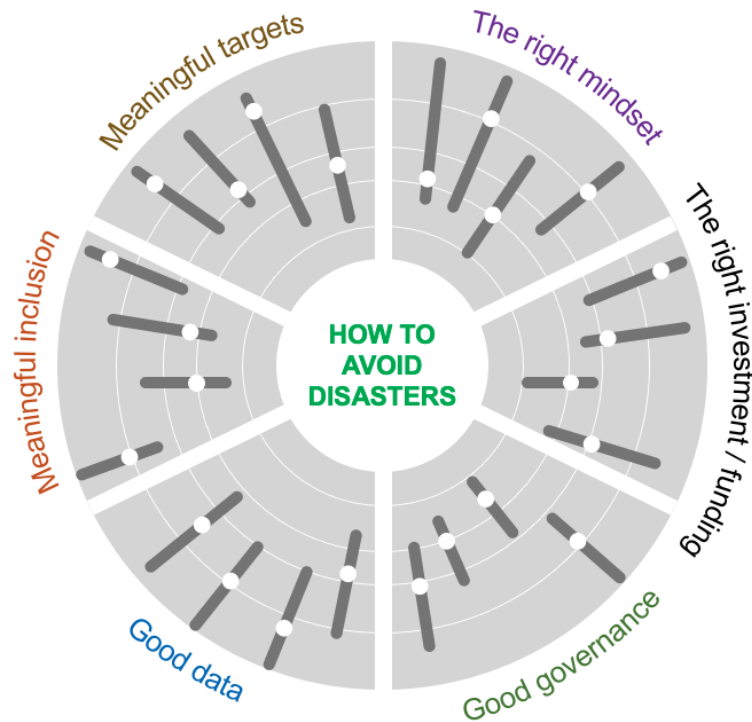 Meaningful targets
The right mindset
The right investment / funding
Good governance
Good data
Meaningful inclusion
HOW TO
AVOID
DISASTERS